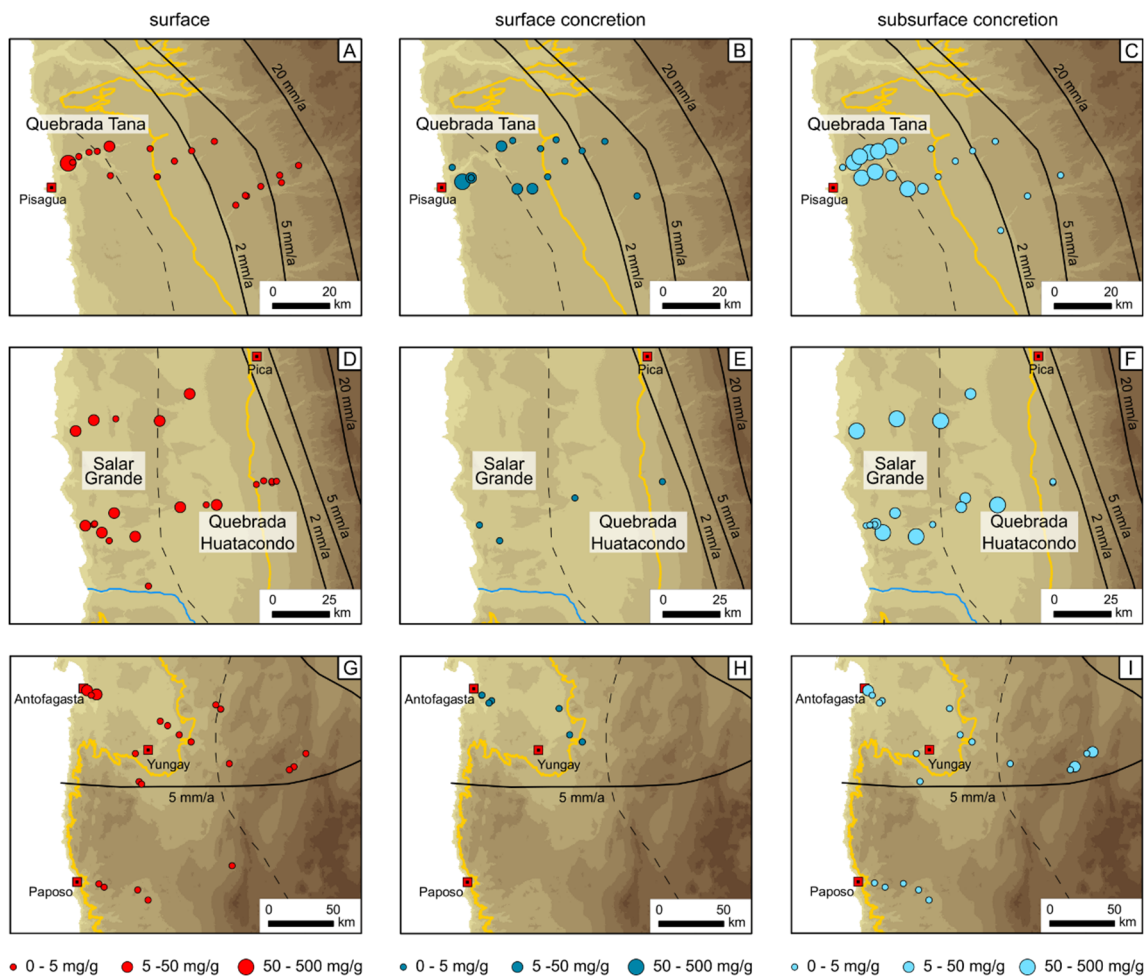 surface
surface concretion
subsurface concretion
A
20 mm/a
Quebrada Tana
Pisagua
2 mm/a
5 mm/a
0 20
km
B
20 mm/a
Quebrada Tana
Pisagua
2 mm/a
5 mm/a
0 20
km
C
20 mm/a
Quebrada Tana
Pisagua
2 mm/a
5 mm/a
0 20
km
D
Pica
20 mm/a
Salar
Grande
Quebrada
Huatacondo
2 mm/a
5 mm/a
0 25
km
E
Pica
20 mm/a
Salar
Grande
Quebrada
Huatacondo
2 mm/a
5 mm/a
0 25
km
F
Pica
20 mm/a
Salar
Grande
Quebrada
Huatacondo
2 mm/a
5 mm/a
0 25
km
G
Antofagasta
Yungay
5 mm/a
Paposo
0 50
km
H
Antofagasta
Yungay
5 mm/a
Paposo
0 50
km
I
Antofagasta
Yungay
5 mm/a
Paposo
0 50
km
0 - 5 mg/g 5 -50 mg/g 50 - 500 mg/g
0 - 5 mg/g 5 - 50 mg/g 50 - 500 mg/g
0 - 5 mg/g 5 - 50 mg/g 50 - 500 mg/g